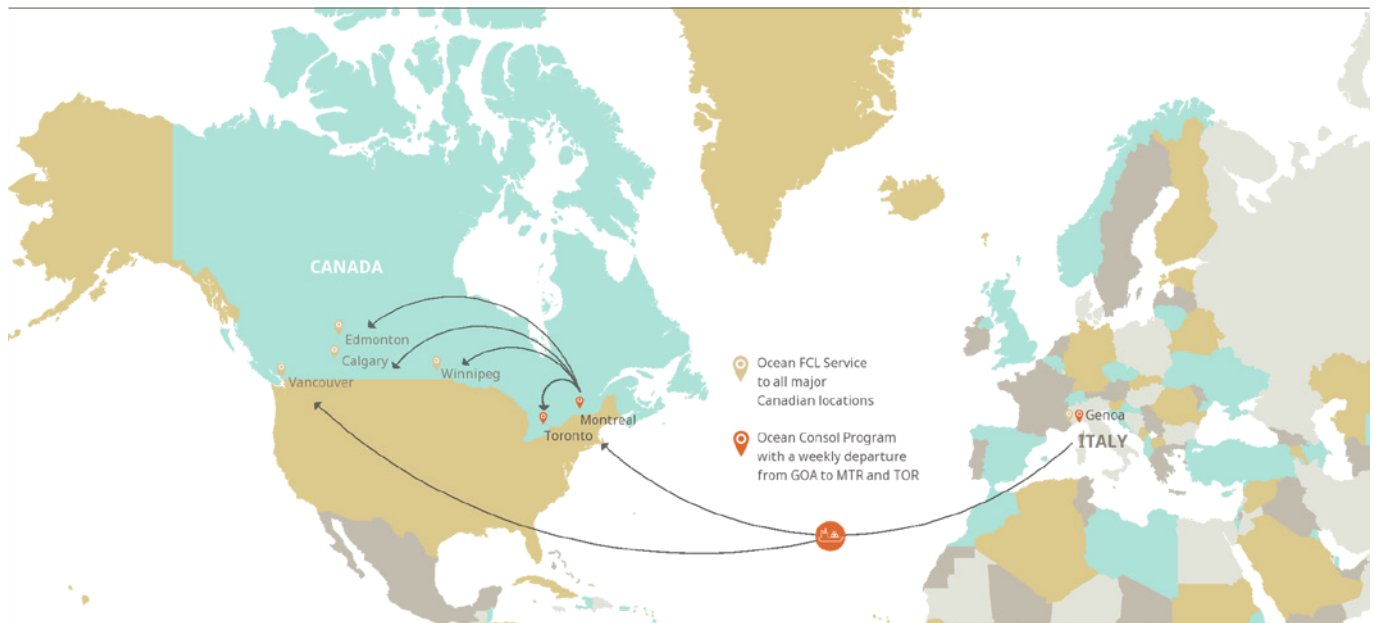 CANADA
Edmonton
Calgary
Winnipeg
Vancouver
Montreal
Toronto
Ocean FCL Service
to all major
Canadian locations
Ocean Consol Program
with a weekly departure
from GOA to MTR and TOR
Genoa
ITALY